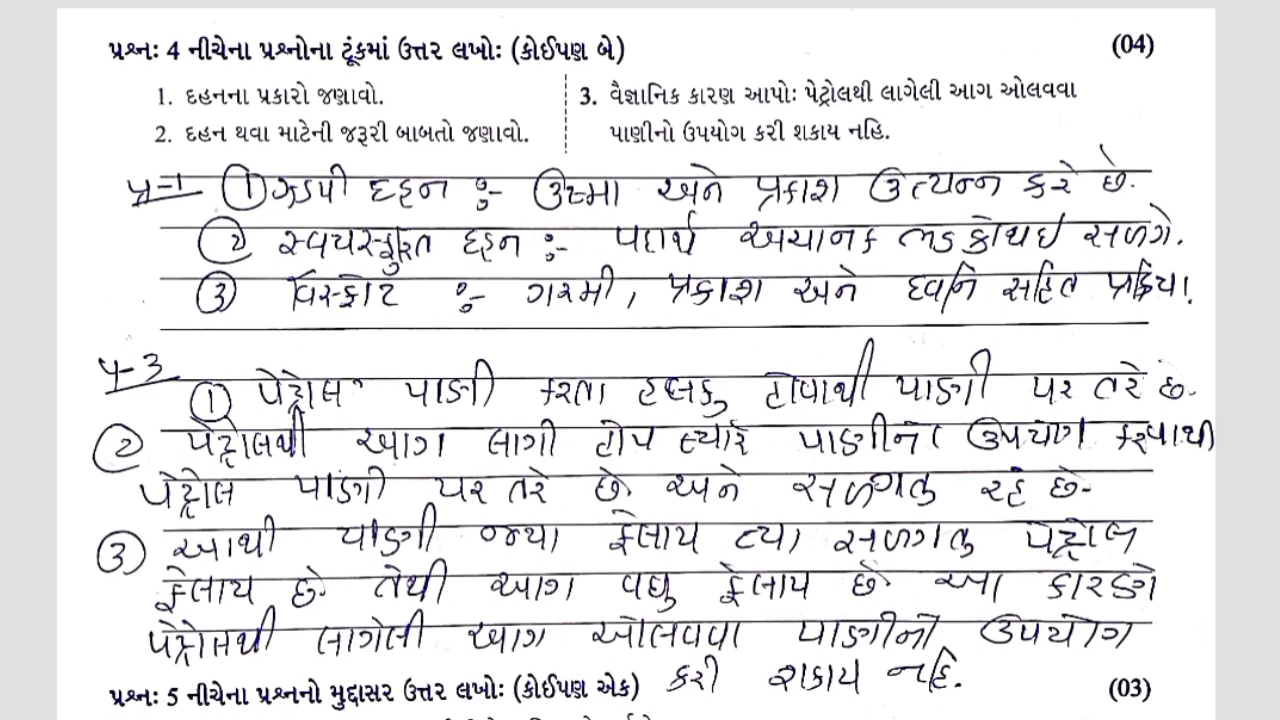 પ્રશ્ન: 4 નીચેના પ્રશ્નોના ટૂંકમાં ઉત્તર લખો: (કોઈપણ બે) (04)
1. દહનના પ્રકારો જણાવો.
2. દહન થવા માટેની જરૂરી બાબતો જણાવો.
3. વૈજ્ઞાનિક કારણ આપો: પેટ્રોલથી લાગેલી આગ ઓલવવા
પાણીનો ઉપયોગ કરી શકાય નહિ.
પ્ર-1 ① ઝડપી દહન :- ઉષ્મા અને પ્રકાશ ઉત્પન્ન કરે છે.
② સ્વયંસ્ફુરિત દહન :- પદાર્થ અચાનક ભડકોથઇ સળગે.
③ વિસ્ફોટ :- ગરમી, પ્રકાશ અને ધ્વનિ સહિત પ્રક્રિયા.
પ્ર-3
① પેટ્રોલ પાણી કરતા હલકુ હોવાથી પાણી પર તરે છે.
② પેટ્રોલથી આગ લાગી હોય ત્યારે પાણીનો ઉપયોગ કરવાથી
પેટ્રોલ પાણી પર તરે છે અને સળગતુ રહે છે.
③ આથી પાણી જ્યા ફેલાય ત્યા સળગતુ પેટ્રોલ
ફેલાય છે તેથી આગ વધુ ફેલાય છે આ કારણે
પેટ્રોલથી લાગેલી આગ ઓલવવા પાણીનો ઉપયોગ
કરી શકાય નહિ.
પ્રશ્ન: 5 નીચેના પ્રશ્નનો મુદ્દાસર ઉત્તર લખો: (કોઈપણ એક) (03)